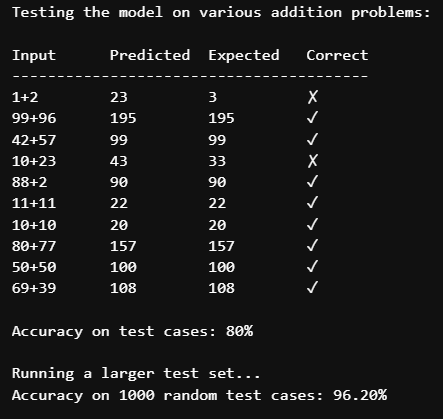 Testing the model on various addition problems:
Input Predicted Expected Correct
----------------------------------------
1+2 23 3 ✗
99+96 195 195 ✓
42+57 99 99 ✓
10+23 43 33 ✗
88+2 90 90 ✓
11+11 22 22 ✓
10+10 20 20 ✓
80+77 157 157 ✓
50+50 100 100 ✓
69+39 108 108 ✓
Accuracy on test cases: 80%
Running a larger test set...
Accuracy on 1000 random test cases: 96.20%